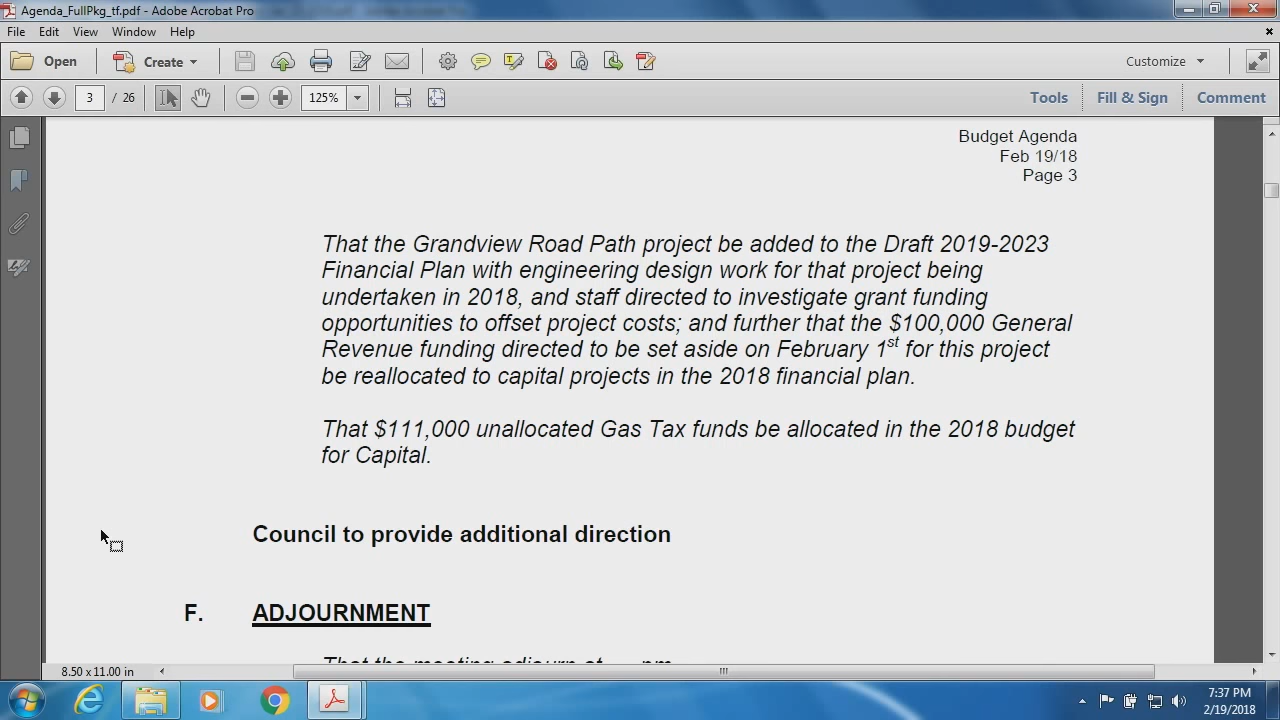 Agenda_FullPkg_tf.pdf - Adobe Acrobat Pro
File Edit View Window Help
Open Create Customize
3 / 26 125% Tools Fill & Sign Comment
Budget Agenda
Feb 19/18
Page 3
That the Grandview Road Path project be added to the Draft 2019-2023
Financial Plan with engineering design work for that project being
undertaken in 2018, and staff directed to investigate grant funding
opportunities to offset project costs; and further that the $100,000 General
Revenue funding directed to be set aside on February 1st for this project
be reallocated to capital projects in the 2018 financial plan.
That $111,000 unallocated Gas Tax funds be allocated in the 2018 budget
for Capital.
Council to provide additional direction
F. ADJOURNMENT
That the meeting adjourn at pm
8.50 x 11.00 in
7:37 PM
2/19/2018